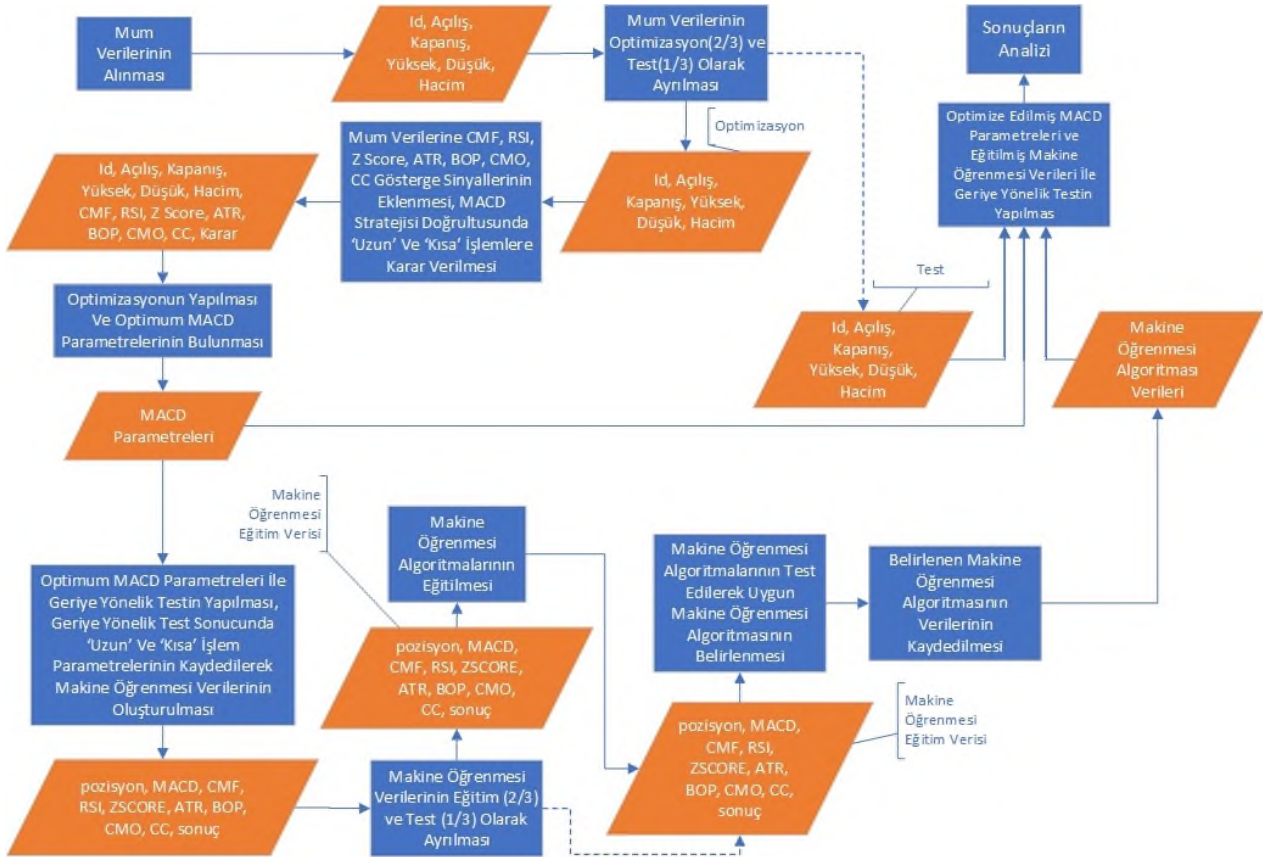 Mum
Verilerinin
Alınması
Id, Açılış,
Kapanış,
Yüksek, Düşük,
Hacim
Mum Verilerinin
Optimizasyon(2/3) ve
Test(1/3) Olarak
Ayrılması
Sonuçların
Analizi
Optimizasyon
Optimize Edilmiş MACD
Parametreleri ve
Eğitilmiş Makine
Öğrenmesi Verileri İle
Geriye Yönelik Testin
Yapılmas
Mum Verilerine CMF, RSI,
Z Score, ATR, BOP, CMO,
CC Gösterge Sinyallerinin
Eklenmesi, MACD
Stratejisi Doğrultusunda
‘Uzun’ Ve ‘Kısa’ İşlemlere
Karar Verilmesi
Id, Açılış, Kapanış,
Yüksek, Düşük, Hacim,
CMF, RSI, Z Score, ATR,
BOP, CMO, CC, Karar
Id, Açılış,
Kapanış, Yüksek,
Düşük, Hacim
Test
Optimizasyonun Yapılması
Ve Optimum MACD
Parametrelerinin Bulunması
Id, Açılış,
Kapanış,
Yüksek, Düşük,
Hacim
Makine
Öğrenmesi
Algoritması
Verileri
MACD
Parametreleri
Makine
Öğrenmesi
Eğitim Verisi
Makine
Öğrenmesi
Algoritmalarının
Eğitilmesi
Makine Öğrenmesi
Algoritmalarının Test
Edilerek Uygun
Makine Öğrenmesi
Algoritmasının
Belirlenmesi
Belirlenen Makine
Öğrenmesi
Algoritmasının
Verilerinin
Kaydedilmesi
Optimum MACD Parametreleri İle
Geriye Yönelik Testin Yapılması,
Geriye Yönelik Test Sonucunda
‘Uzun’ Ve ‘Kısa’ İşlem
Parametrelerinin Kaydedilerek
Makine Öğrenmesi Verilerinin
Oluşturulması
pozisyon, MACD,
CMF, RSI, ZSCORE,
ATR, BOP, CMO,
CC, sonuç
pozisyon, MACD,
CMF, RSI,
ZSCORE, ATR,
BOP, CMO, CC,
sonuç
Makine
Öğrenmesi
Eğitim Verisi
pozisyon, MACD, CMF,
RSI, ZSCORE, ATR, BOP,
CMO, CC, sonuç
Makine Öğrenmesi
Verilerinin Eğitim (2/3)
ve Test (1/3) Olarak
Ayrılması